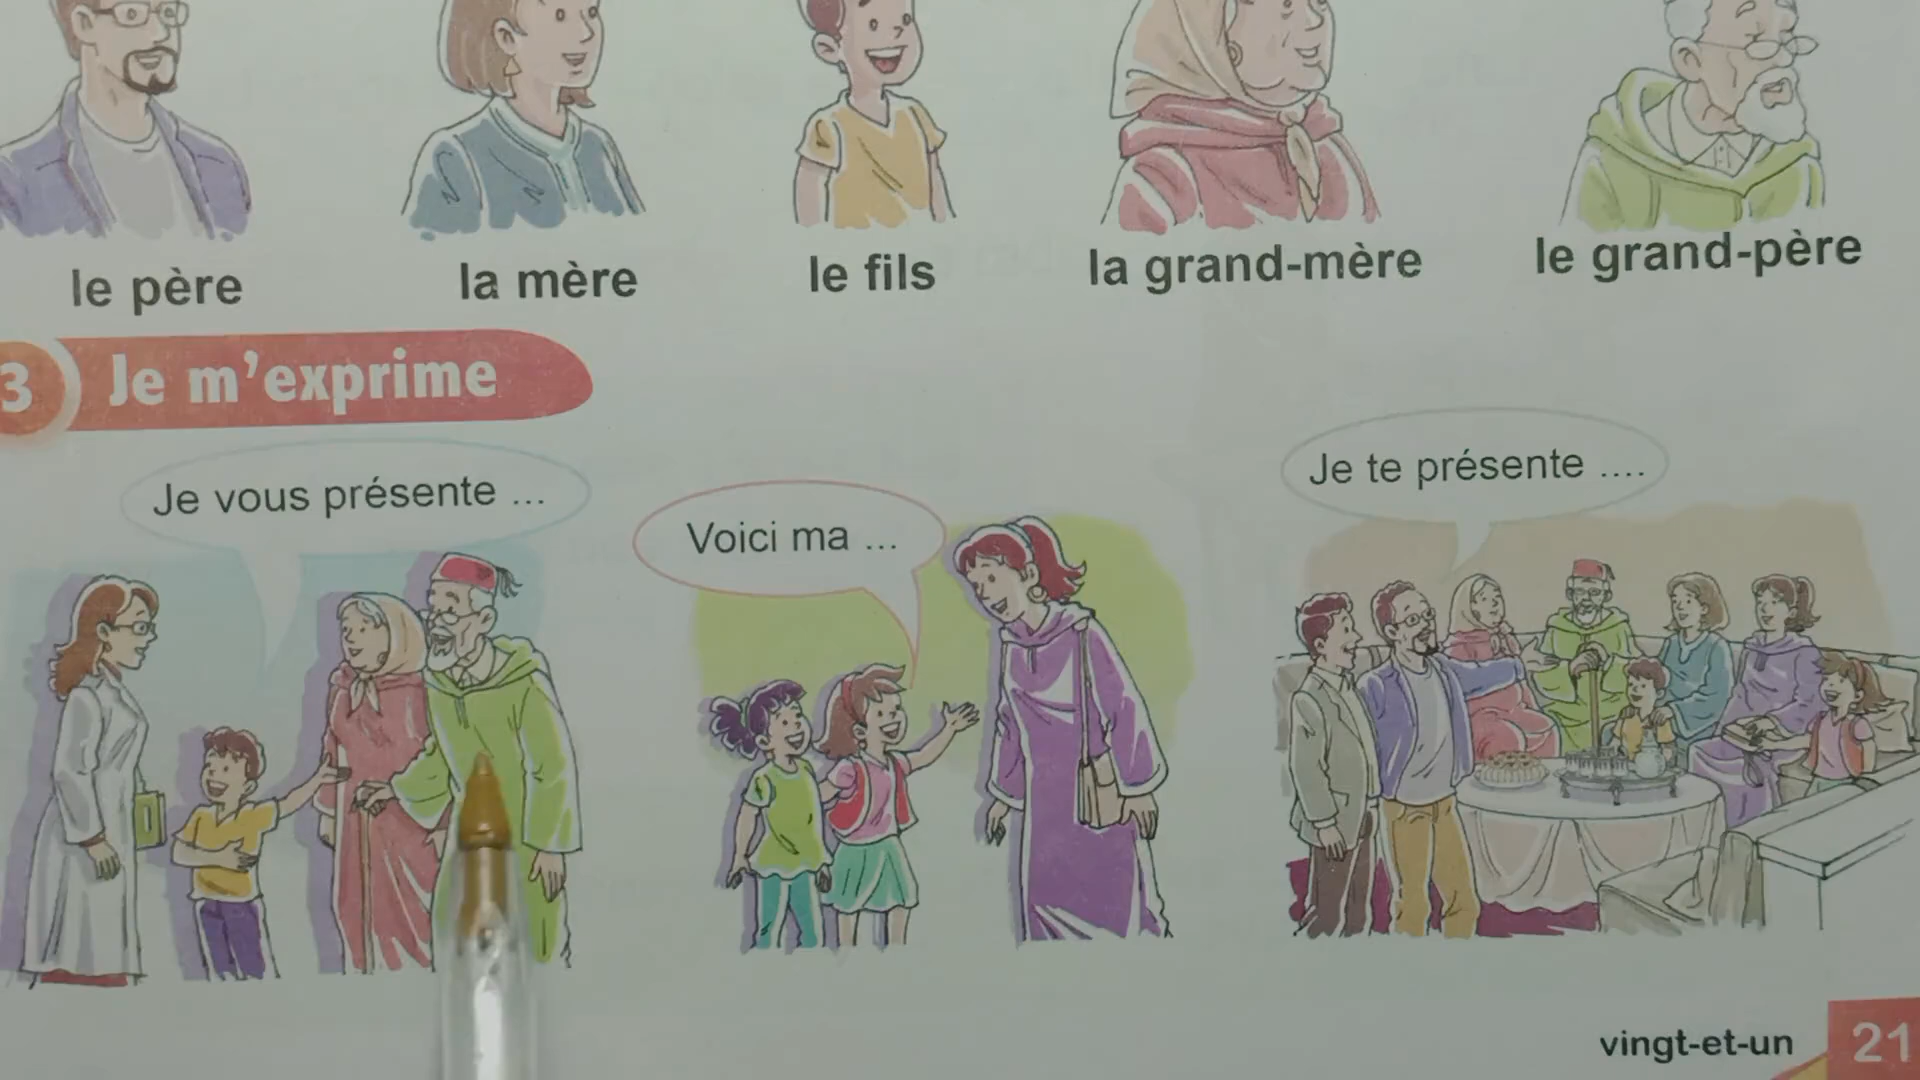 le père
la mère
le fils
la grand-mère
le grand-père
3 Je m'exprime
Je vous présente ...
Voici ma ...
Je te présente ....
vingt-et-un 21